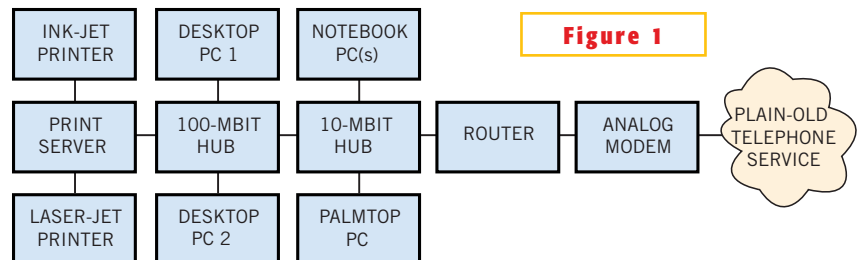 INK-JET
PRINTER
DESKTOP
PC 1
NOTEBOOK
PC(s)
Figure 1
PRINT
SERVER
100-MBIT
HUB
10-MBIT
HUB
ROUTER
ANALOG
MODEM
PLAIN-OLD
TELEPHONE
SERVICE
LASER-JET
PRINTER
DESKTOP
PC 2
PALMTOP
PC